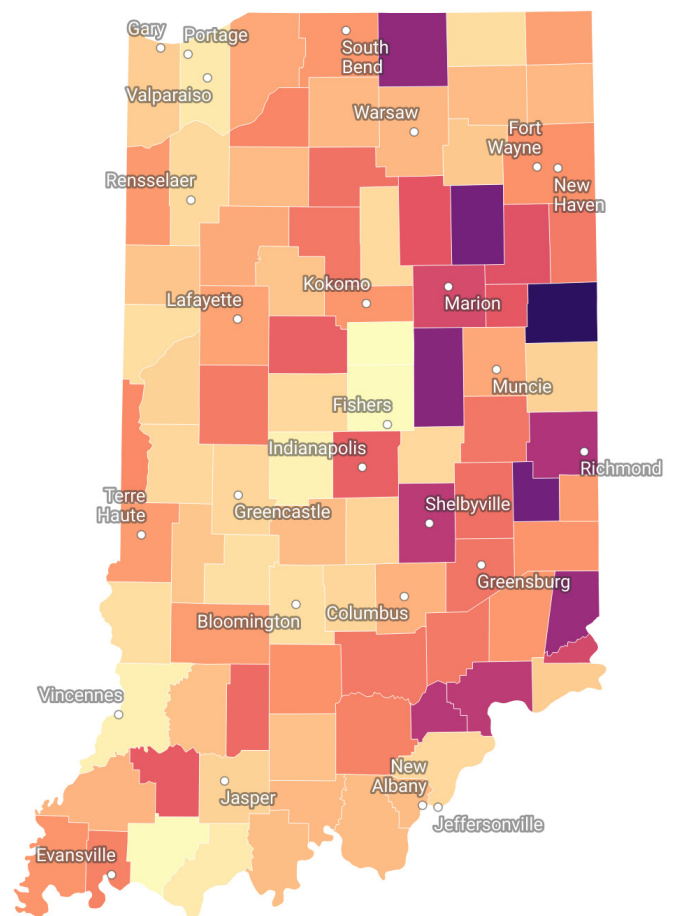 Gary
Portage
South
Bend
Valparaiso
Warsaw
Fort
Wayne
New
Haven
Rensselaer
Kokomo
Lafayette
Marion
Muncie
Fishers
Indianapolis
Richmond
Terre
Haute
Greencastle
Shelbyville
Greensburg
Bloomington
Columbus
Vincennes
New
Albany
Jasper
Jeffersonville
Evansville